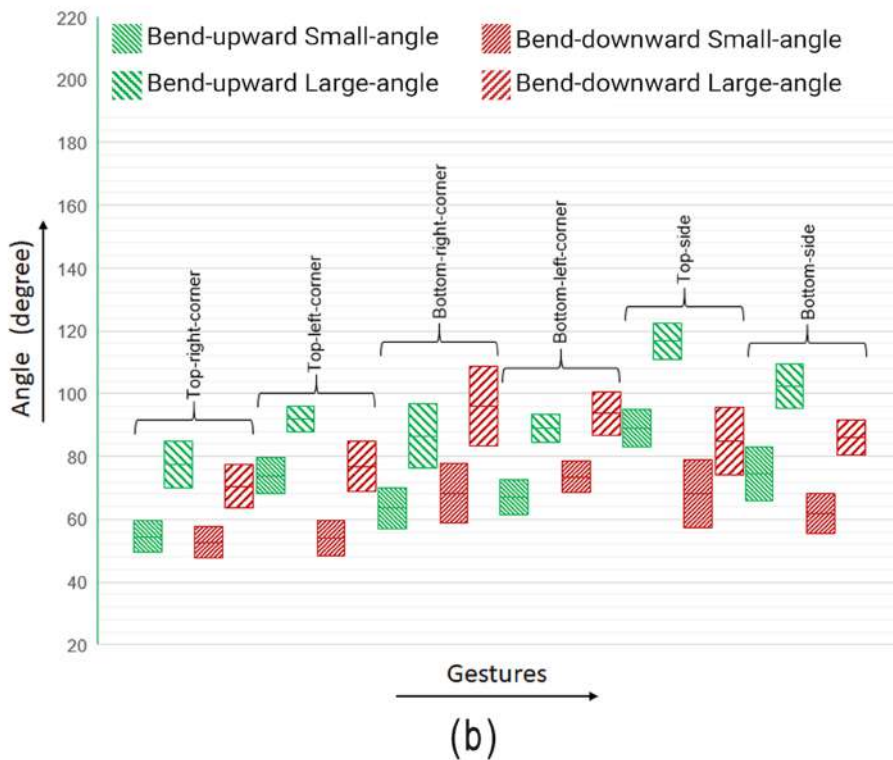 220
200
180
160
140
120
100
80
60
40
20
Angle (degree)
Bend-upward Small-angle
Bend-downward Small-angle
Bend-upward Large-angle
Bend-downward Large-angle
Top-right-corner
Top-left-corner
Bottom-right-corner
Bottom-left-corner
Top-side
Bottom-side
Gestures
(b)